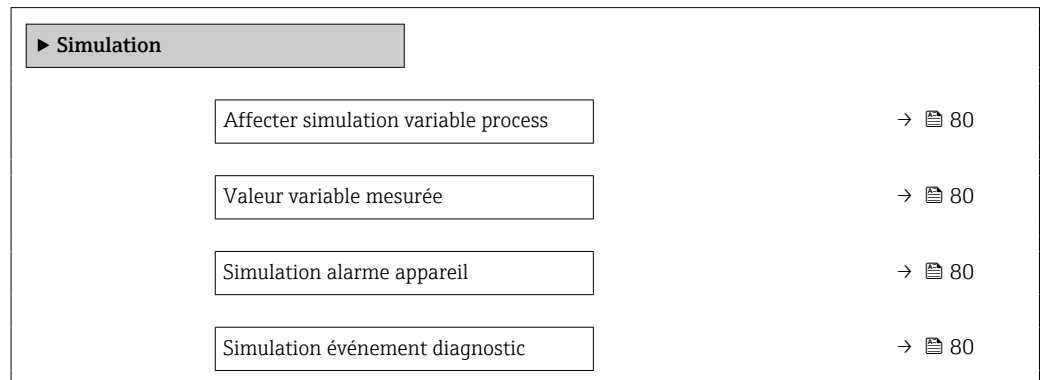 ► Simulation
Affecter simulation variable process → 80
Valeur variable mesurée → 80
Simulation alarme appareil → 80
Simulation événement diagnostic → 80